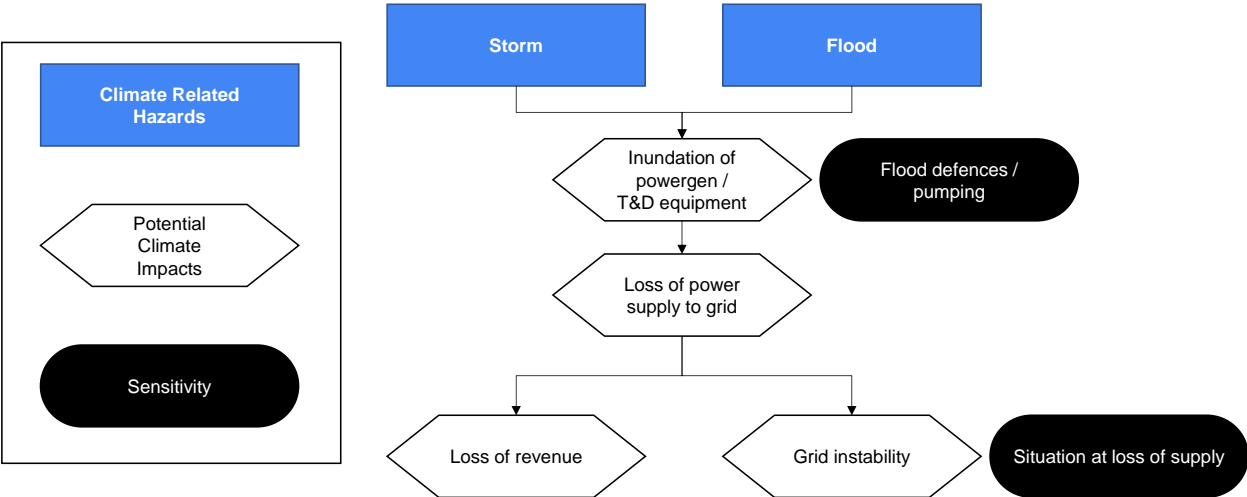 Climate Related
Hazards
Potential
Climate
Impacts
Sensitivity
Storm
Flood
Inundation of
powergen /
T&D equipment
Flood defences /
pumping
Loss of power
supply to grid
Loss of revenue
Grid instability
Situation at loss of supply